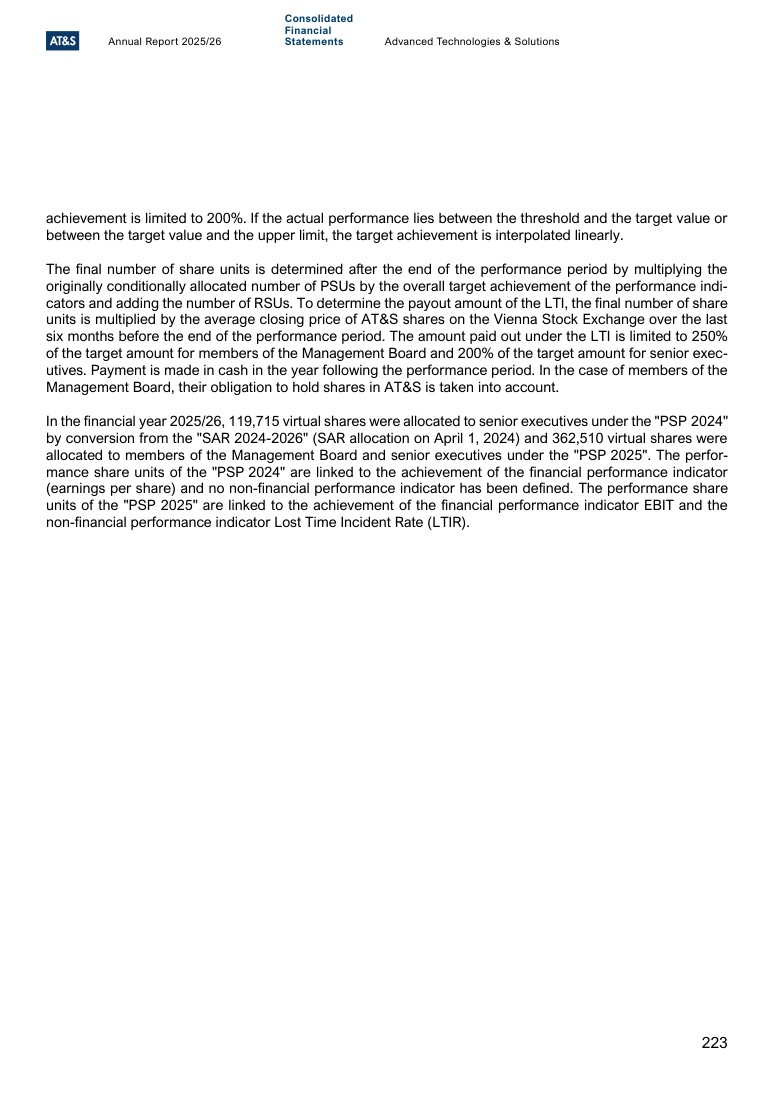 Consolidated
Financial
Statements
AT&S
Annual Report 2025/26
Advanced Technologies & Solutions
achievement is limited to 200%. If the actual performance lies between the threshold and the target value or
between the target value and the upper limit, the target achievement is interpolated linearly.
The final number of share units is determined after the end of the performance period by multiplying the
originally conditionally allocated number of PSUs by the overall target achievement of the performance indi-
cators and adding the number of RSUs. To determine the payout amount of the LTI, the final number of share
units is multiplied by the average closing price of AT&S shares on the Vienna Stock Exchange over the last
six months before the end of the performance period. The amount paid out under the LTI is limited to 250%
of the target amount for members of the Management Board and 200% of the target amount for senior exec-
utives. Payment is made in cash in the year following the performance period. In the case of members of the
Management Board, their obligation to hold shares in AT&S is taken into account.
In the financial year 2025/26, 119,715 virtual shares were allocated to senior executives under the "PSP 2024"
by conversion from the "SAR 2024-2026" (SAR allocation on April 1, 2024) and 362,510 virtual shares were
allocated to members of the Management Board and senior executives under the "PSP 2025". The perfor-
mance share units of the "PSP 2024" are linked to the achievement of the financial performance indicator
(earnings per share) and no non-financial performance indicator has been defined. The performance share
units of the "PSP 2025" are linked to the achievement of the financial performance indicator EBIT and the
non-financial performance indicator Lost Time Incident Rate (LTIR).
223